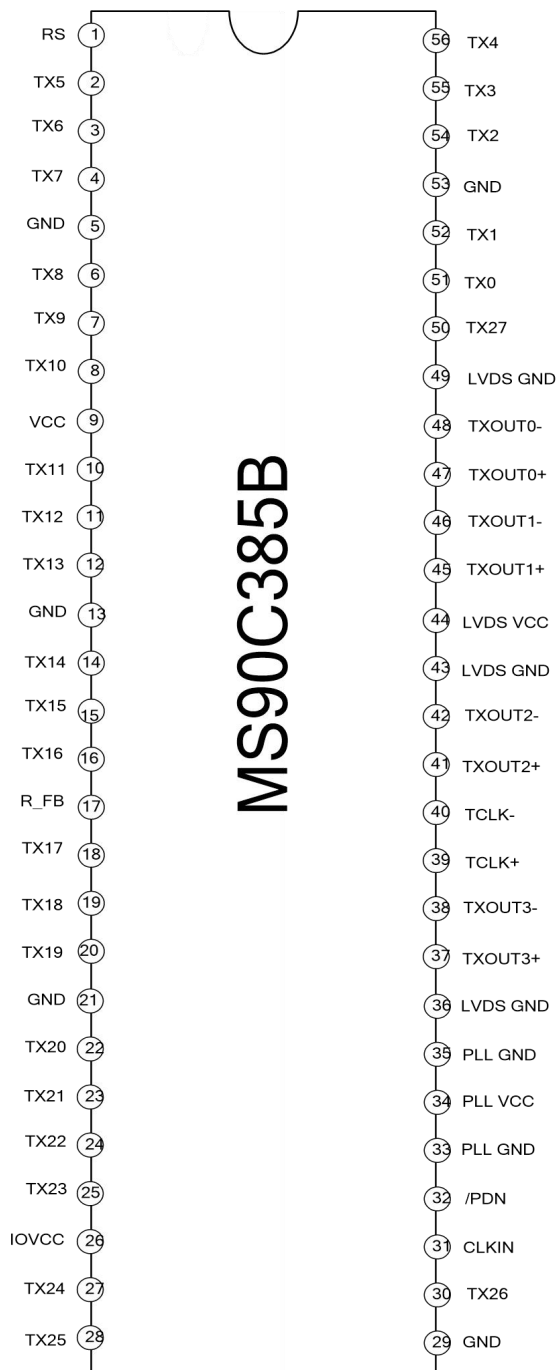 RS 1
TX5 2
TX6 3
TX7 4
GND 5
TX8 6
TX9 7
TX10 8
VCC 9
TX11 10
TX12 11
TX13 12
GND 13
TX14 14
TX15 15
TX16 16
R_FB 17
TX17 18
TX18 19
TX19 20
GND 21
TX20 22
TX21 23
TX22 24
TX23 25
IOVCC 26
TX24 27
TX25 28
MS90C385B
56 TX4
55 TX3
54 TX2
53 GND
52 TX1
51 TX0
50 TX27
49 LVDS GND
48 TXOUT0-
47 TXOUT0+
46 TXOUT1-
45 TXOUT1+
44 LVDS VCC
43 LVDS GND
42 TXOUT2-
41 TXOUT2+
40 TCLK-
39 TCLK+
38 TXOUT3-
37 TXOUT3+
36 LVDS GND
35 PLL GND
34 PLL VCC
33 PLL GND
32 /PDN
31 CLKIN
30 TX26
29 GND